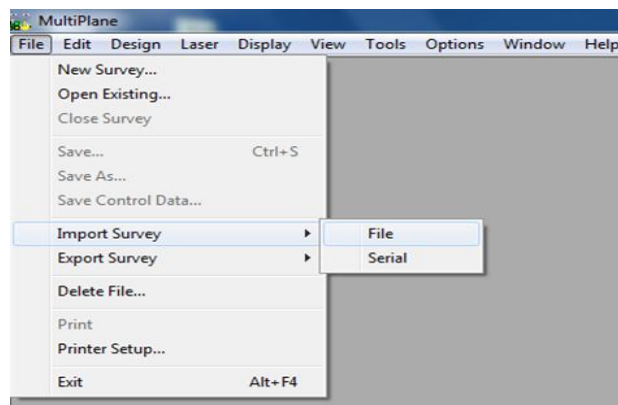 MultiPlane
File Edit Design Laser Display View Tools Options Window Help
New Survey...
Open Existing...
Close Survey
Save... Ctrl+S
Save As...
Save Control Data...
Import Survey
File
Export Survey
Serial
Delete File...
Print
Printer Setup...
Exit Alt+F4